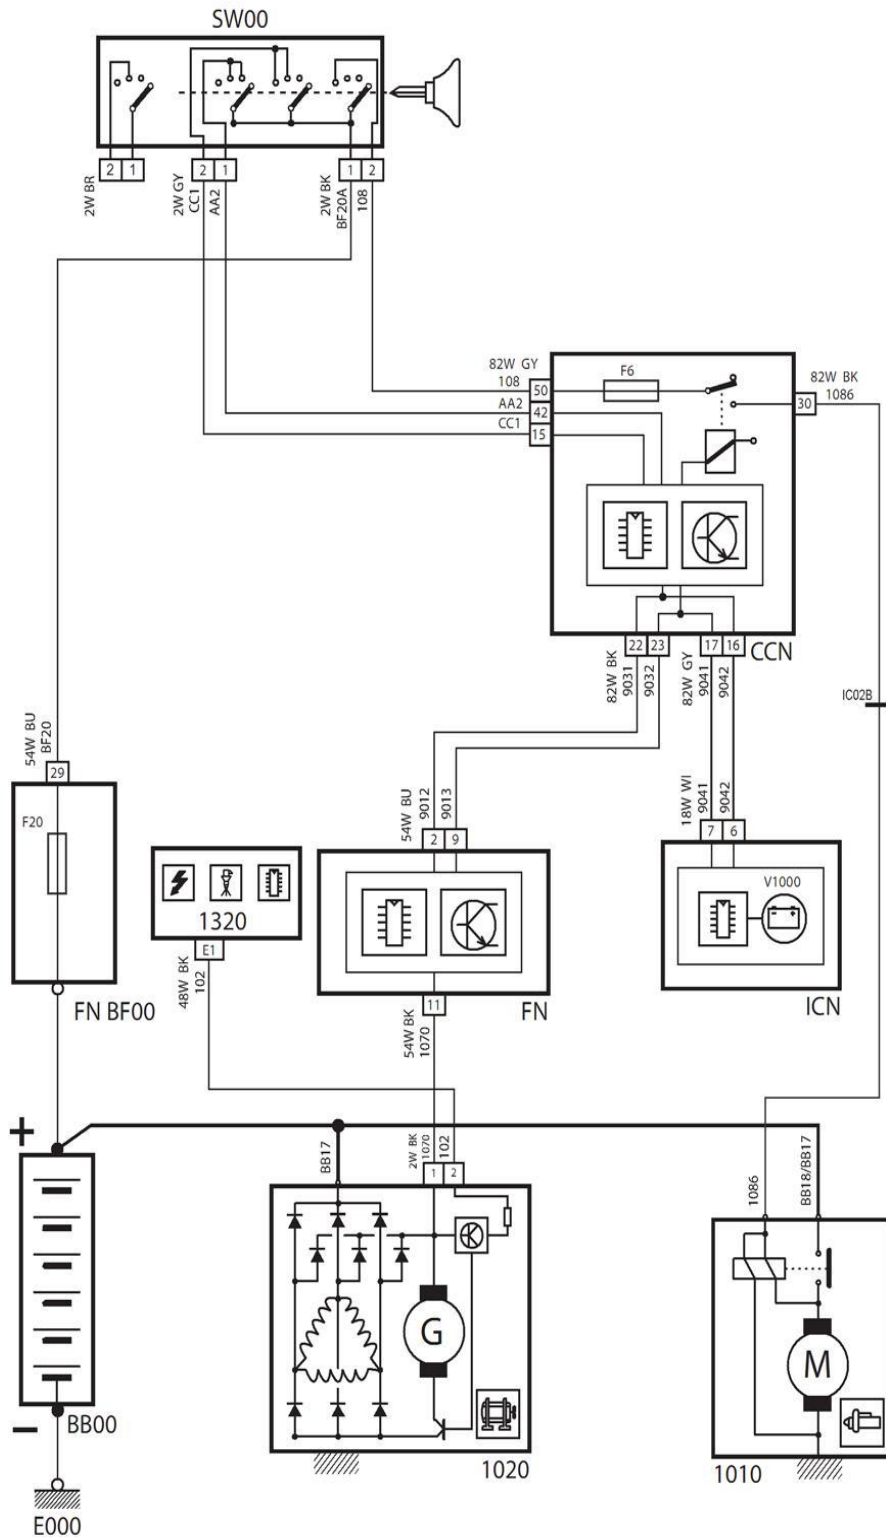 SW00
2 1
2 1
1 2
2W BR
2W GY
CC1
AA2
2W BK
BF20A
108
82W GY
108
50
F6
82W BK
1086
30
AA2
42
CC1
15
22 23
17 16
CCN
82W BK
9031
9032
82W GY
9041
9042
IC02B
54W BU
BF20
29
F20
FN BF00
1320
E1
48W BK
102
54W BU
9012
9013
2 9
FN
11
54W BK
1070
18W WI
9041
9042
7 6
V1000
ICN
+
BB17
2W BK
1070
102
1 2
1086
BB18/BB17
G
M
−
BB00
1020
1010
E000